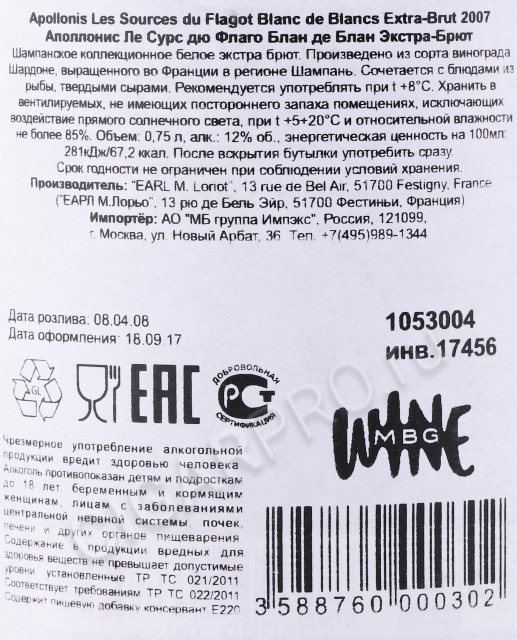 Apollonis Les Sources du Flagot Blanc de Blancs Extra-Brut 2007
Аполлонис Ле Сурс дю Флаго Блан де Блан Экстра-Брют
Шампанское коллекционное белое экстра брют. Произведено из сорта винограда
Шардоне, выращенного во Франции в регионе Шампань. Сочетается с блюдами из
рыбы, твердыми сырами. Рекомендуется употреблять при t +8°C. Хранить в
вентилируемых, не имеющих постороннего запаха помещениях, исключающих
воздействие прямого солнечного света, при t +5+20°C и относительной влажности
не более 85%. Объем: 0,75 л, алк.: 12% об., энергетическая ценность на 100мл:
281кДж/67,2 ккал. После вскрытия бутылки употребить сразу.
Срок годности не ограничен при соблюдении условий хранения.
Производитель: "EARL M. Loriot", 13 rue de Bel Air, 51700 Festigny, France
("ЕАРЛ М.Лорьо", 13 рю де Бель Эйр, 51700 Фестиньи, Франция)
Импортёр: АО "МБ группа Импэкс", Россия, 121099,
г. Москва, ул. Новый Арбат, 36 Тел. +7(495)989-1344
Дата розлива: 08.04.08
Дата оформления: 18.09.17
1053004
инв.17456
GL
EAC
ДОБРОВОЛЬНАЯ
РСТ
СЕРТИФИКАЦИЯ
WINE
MBG
Чрезмерное употребление алкогольной
продукции вредит здоровью человека.
Алкоголь противопоказан детям и подросткам
до 18 лет, беременным и кормящим
женщинам, лицам с заболеваниями
центральной нервной системы, почек,
печени и других органов пищеварения.
Содержание в продукции вредных для
здоровья веществ не превышает допустимые
уровни установленные ТР ТС 021/2011
Соответствует требованиям ТР ТС 022/2011
Содержит пищевую добавку консервант Е220
3 588760 000302